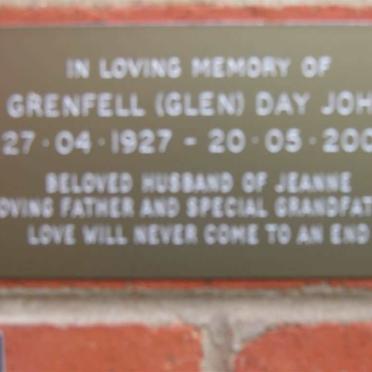 IN LOVING MEMORY OF
GRENFELL (GLEN) DAY JOH
27·04·1927 - 20·05·200
BELOVED HUSBAND OF JEANNE
OVING FATHER AND SPECIAL GRANDFAT
LOVE WILL NEVER COME TO AN END